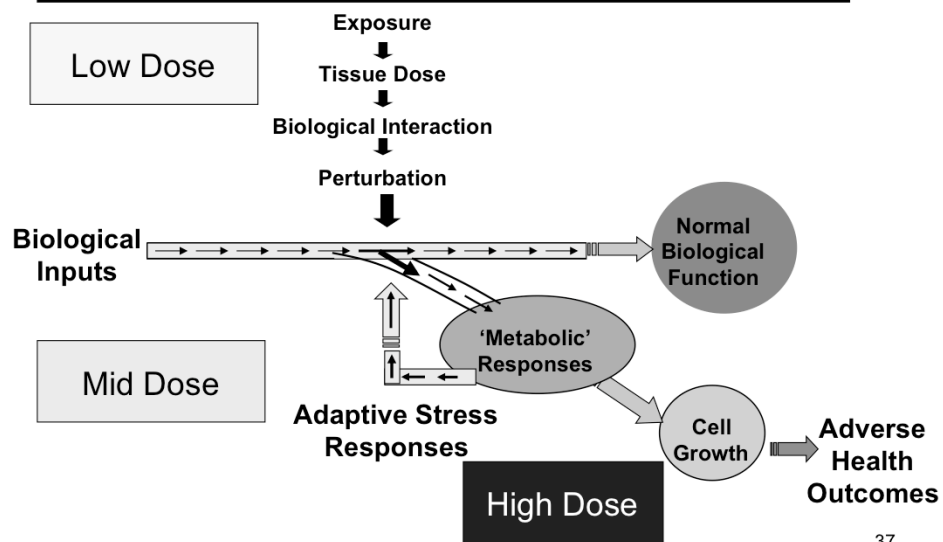 Exposure
Low Dose
Tissue Dose
Biological Interaction
Perturbation
Biological
Inputs
Normal
Biological
Function
'Metabolic'
Responses
Mid Dose
Adaptive Stress
Responses
Cell
Growth
Adverse
Health
Outcomes
High Dose
37